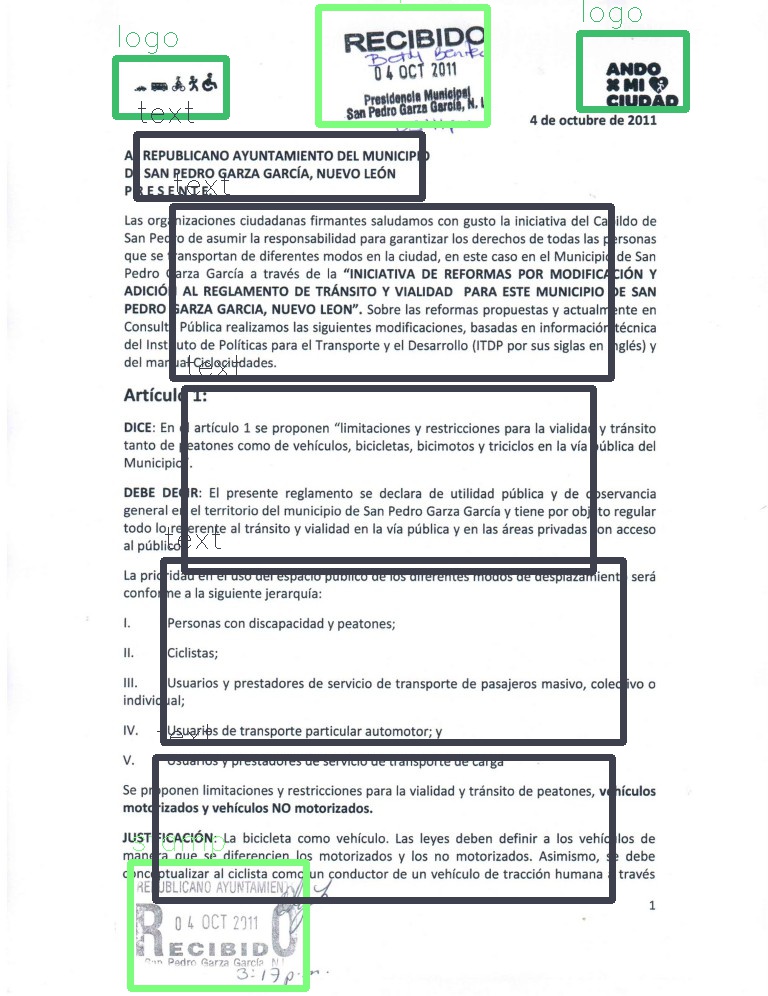 logo
logo
RECIBIDO
04 OCT 2011
Presidencia Municipal
San Pedro Garza García, N. L
ANDO
X MI
CIUDAD
text
4 de octubre de 2011
AL REPUBLICANO AYUNTAMIENTO DEL MUNICIPIO
DE SAN PEDRO GARZA GARCÍA, NUEVO LEÓN
P R E S E N T E.
text
Las organizaciones ciudadanas firmantes saludamos con gusto la iniciativa del Cabildo de
San Pedro de asumir la responsabilidad para garantizar los derechos de todas las personas
que se transportan de diferentes modos en la ciudad, en este caso en el Municipio de San
Pedro Garza García a través de la “INICIATIVA DE REFORMAS POR MODIFICACIÓN Y
ADICIÓN AL REGLAMENTO DE TRÁNSITO Y VIALIDAD PARA ESTE MUNICIPIO DE SAN
PEDRO GARZA GARCIA, NUEVO LEON”. Sobre las reformas propuestas y actualmente en
Consulta Pública realizamos las siguientes modificaciones, basadas en información técnica
del Instituto de Políticas para el Transporte y el Desarrollo (ITDP por sus siglas en inglés) y
del manual Ciclociudades.
text
Artículo 1:
DICE: En el artículo 1 se proponen “limitaciones y restricciones para la vialidad y tránsito
tanto de peatones como de vehículos, bicicletas, bicimotos y triciclos en la vía pública del
Municipio”.
DEBE DECIR: El presente reglamento se declara de utilidad pública y de observancia
general en el territorio del municipio de San Pedro Garza García y tiene por objeto regular
todo lo referente al tránsito y vialidad en la vía pública y en las áreas privadas con acceso
al público.
text
La prioridad en el uso del espacio público de los diferentes modos de desplazamiento será
conforme a la siguiente jerarquía:
I. Personas con discapacidad y peatones;
II. Ciclistas;
III. Usuarios y prestadores de servicio de transporte de pasajeros masivo, colectivo o
individual;
IV. Usuarios de transporte particular automotor; y
text
V. Usuarios y prestadores de servicio de transporte de carga
Se proponen limitaciones y restricciones para la vialidad y tránsito de peatones, vehículos
motorizados y vehículos NO motorizados.
JUSTIFICACIÓN: La bicicleta como vehículo. Las leyes deben definir a los vehículos de
manera que se diferencien los motorizados y los no motorizados. Asimismo, se debe
conceptualizar al ciclista como un conductor de un vehículo de tracción humana a través
stamp
REPUBLICANO AYUNTAMIEN
04 OCT 2011
RECIBIDO
San Pedro Garza García, N.L
3:17 p.m.
1